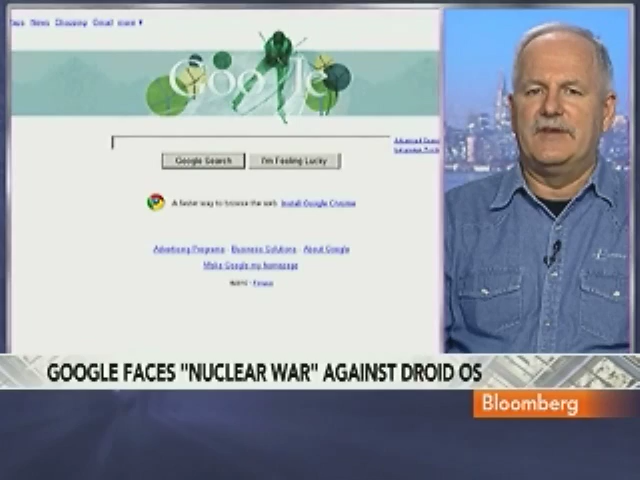 News Shopping Gmail more ▼
Google
Advanced
Google Search I'm Feeling Lucky
A faster way to browse the web Install Google Chrome
Advertising Programs - Business Solutions - About Google
Make Google my homepage
Privacy
GOOGLE FACES "NUCLEAR WAR" AGAINST DROID OS
Bloomberg